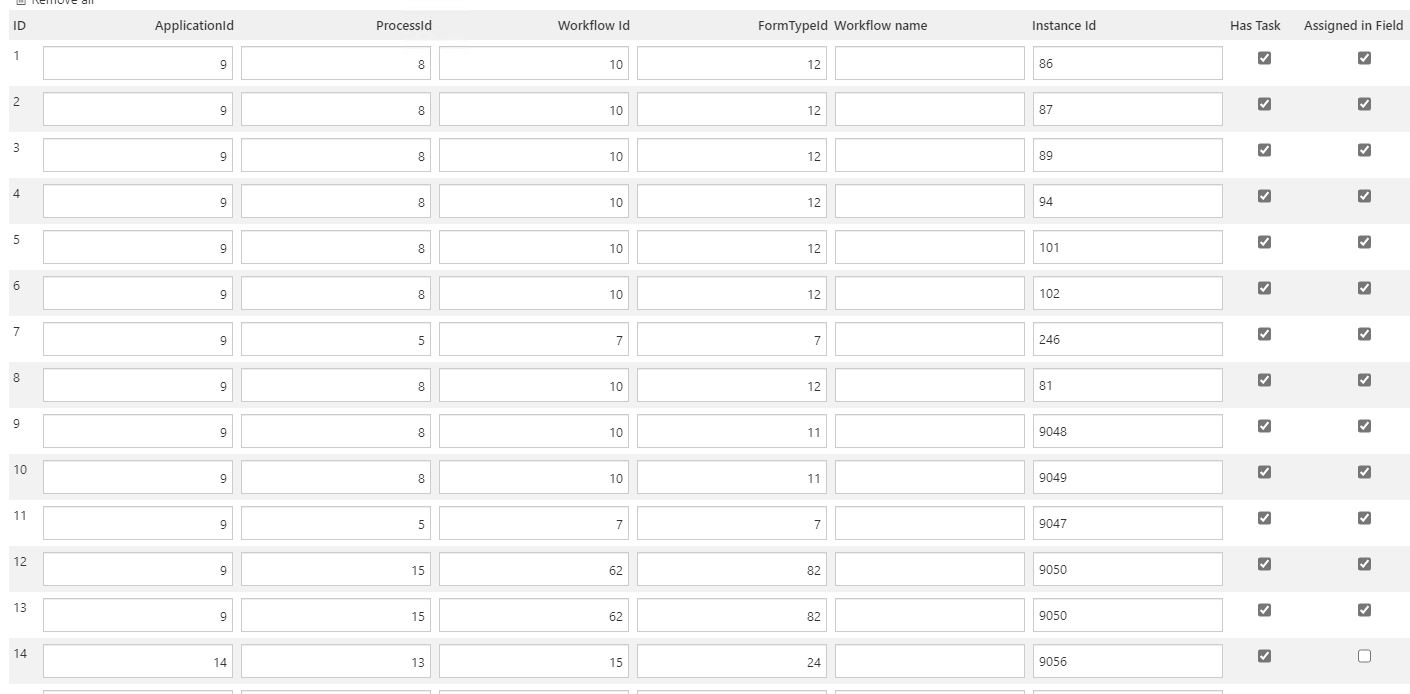 Remove all
ID ApplicationId ProcessId Workflow Id FormTypeId Workflow name Instance Id Has Task Assigned in Field
1 9 8 10 12 86
2 9 8 10 12 87
3 9 8 10 12 89
4 9 8 10 12 94
5 9 8 10 12 101
6 9 8 10 12 102
7 9 5 7 7 246
8 9 8 10 12 81
9 9 8 10 11 9048
10 9 8 10 11 9049
11 9 5 7 7 9047
12 9 15 62 82 9050
13 9 15 62 82 9050
14 14 13 15 24 9056